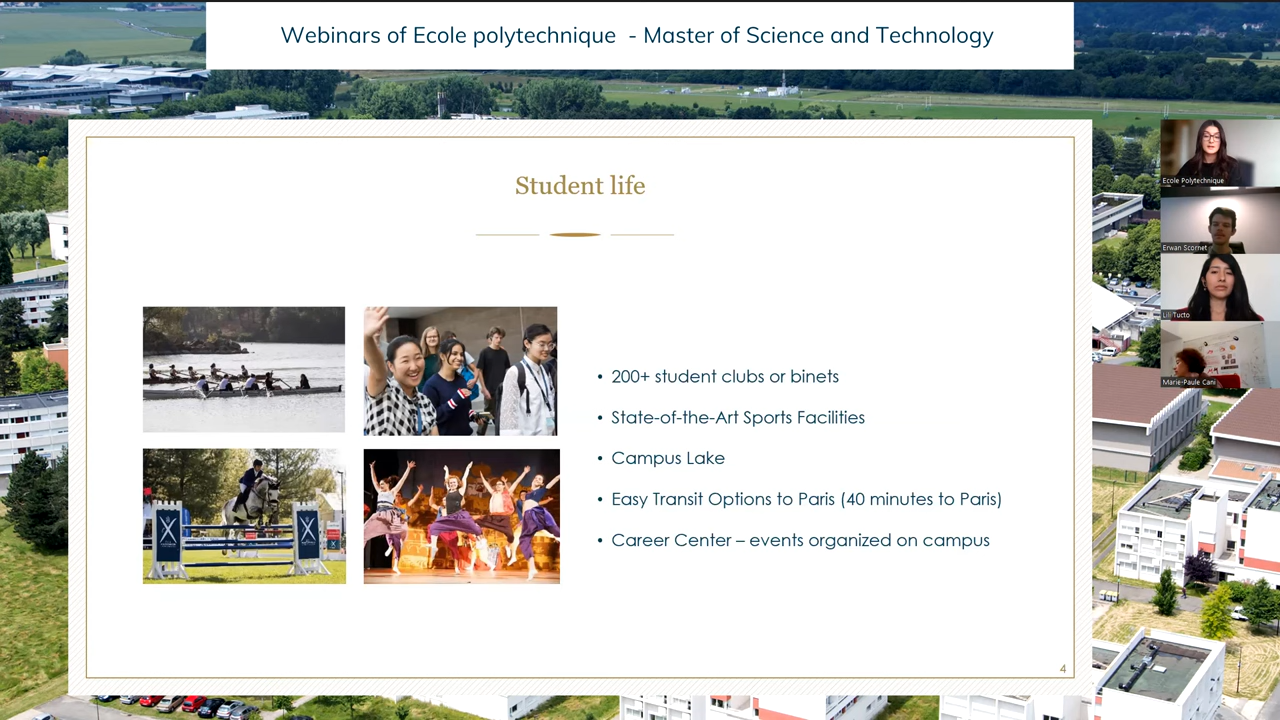 Webinars of Ecole polytechnique - Master of Science and Technology
Student life
• 200+ student clubs or binets
• State-of-the-Art Sports Facilities
• Campus Lake
• Easy Transit Options to Paris (40 minutes to Paris)
• Career Center – events organized on campus
4
Ecole Polytechnique
Erwan Scornet
Lili Tucto
Marie-Paule Cani